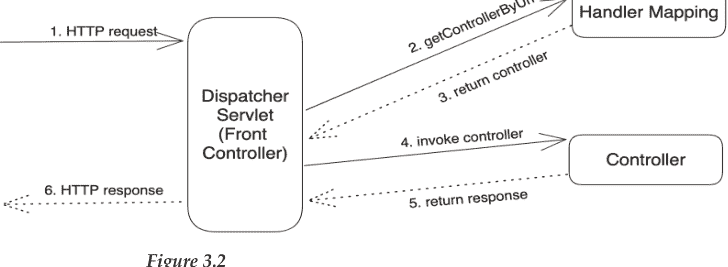 1. HTTP request
2. getControllerByUrl
Handler Mapping
3. return controller
Dispatcher
Servlet
(Front
Controller)
4. invoke controller
Controller
5. return response
6. HTTP response
Figure 3.2